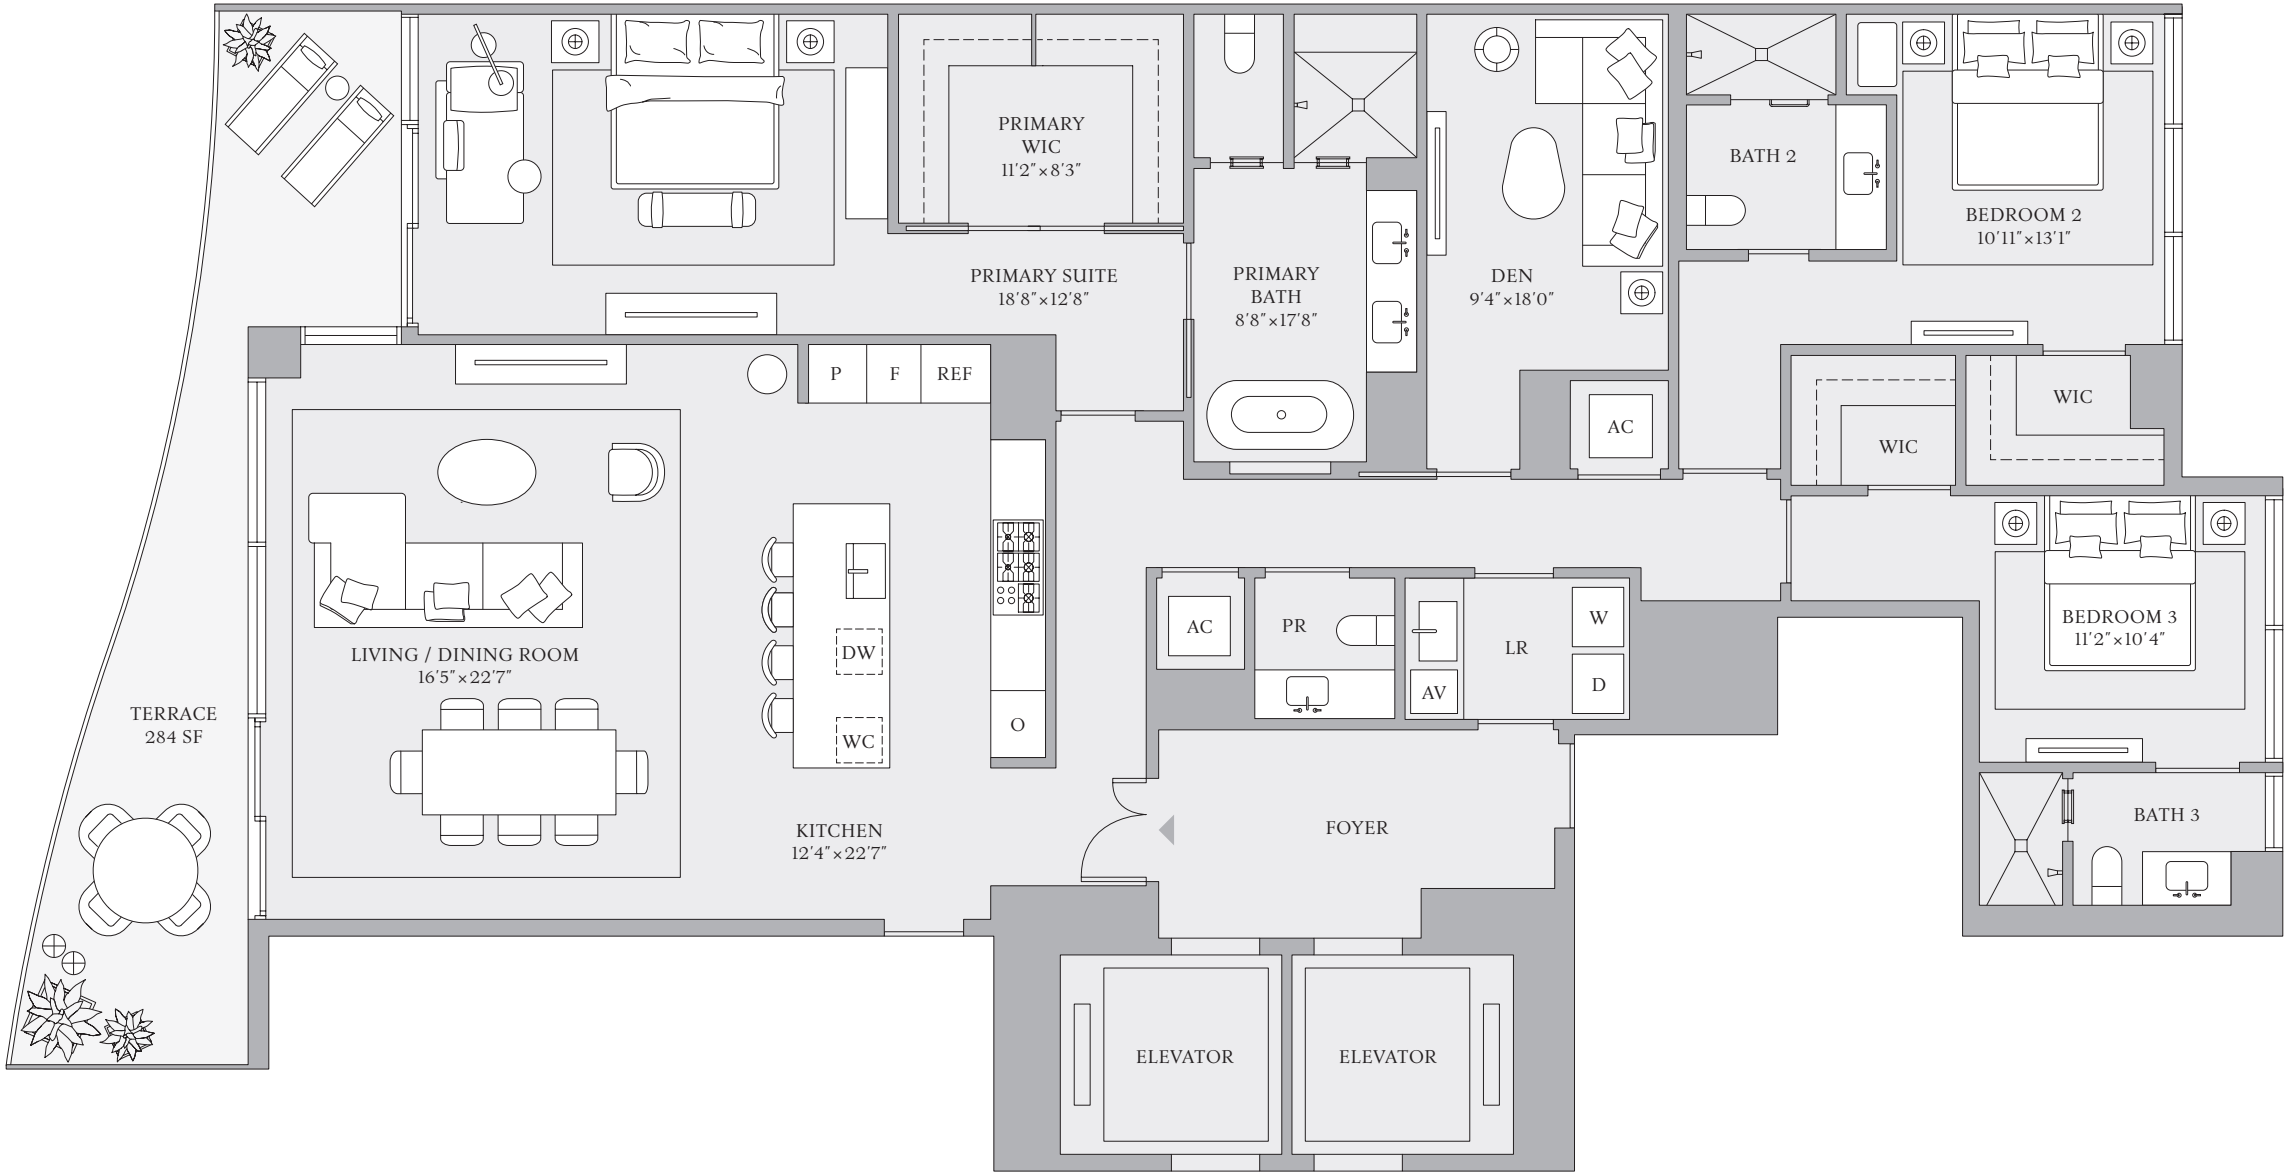 PRIMARY
WIC
11'2"×8'3"
BATH 2
BEDROOM 2
10'11"×13'1"
PRIMARY SUITE
18'8"×12'8"
PRIMARY
BATH
8'8"×17'8"
DEN
9'4"×18'0"
P
F
REF
AC
WIC
WIC
LIVING / DINING ROOM
16'5"×22'7"
DW
WC
O
AC
PR
AV
LR
W
D
BEDROOM 3
11'2"×10'4"
TERRACE
284 SF
KITCHEN
12'4"×22'7"
FOYER
BATH 3
ELEVATOR
ELEVATOR